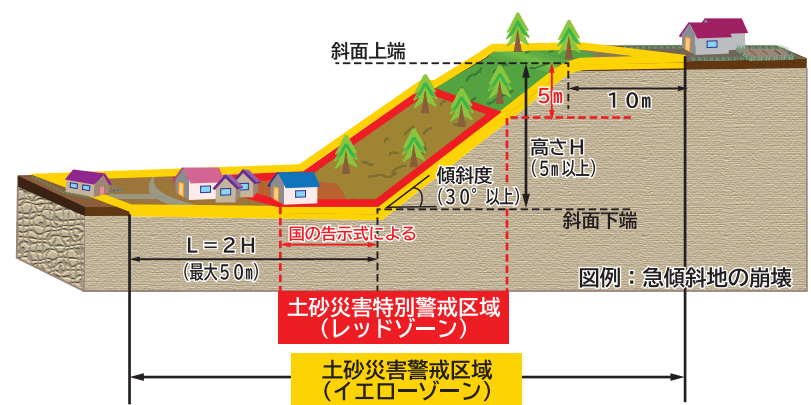 斜面上端
5m
10m
高さH
(5m以上)
傾斜度
(30°以上)
斜面下端
国の告示式による
L=2H
(最大50m)
図例：急傾斜地の崩壊
土砂災害特別警戒区域
(レッドゾーン)
土砂災害警戒区域
(イエローゾーン)